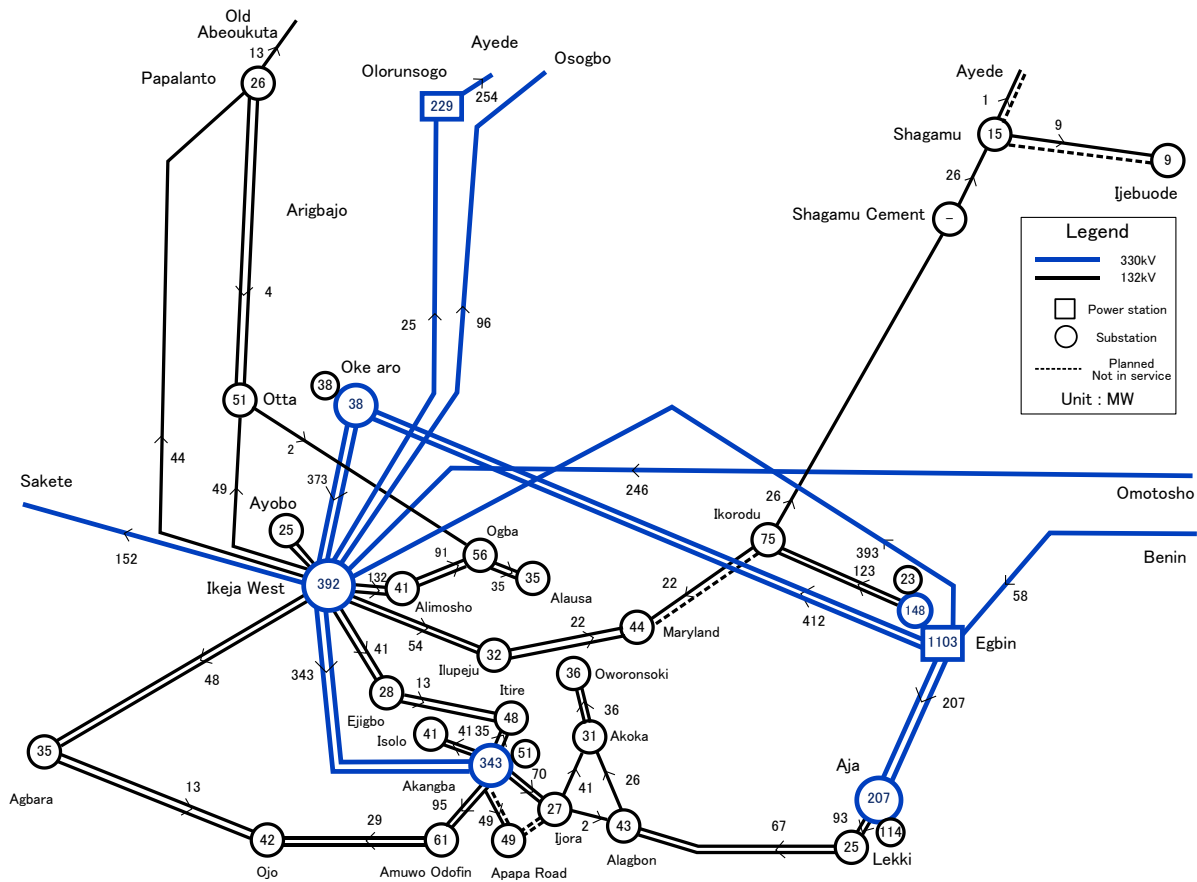 Old
Abeoukuta
13
Papalanto
26
Olorunsogo
Ayede
229
254
Osogbo
Ayede
1
Shagamu
15
9
9
Ijebuode
26
Shagamu Cement
-
Arigbajo
4
25
96
Legend
330kV
132kV
Power station
Substation
Planned
Not in service
Unit : MW
Oke aro
38
38
51
Otta
2
44
49
373
Sakete
152
246
Omotosho
Ayobo
25
Ogba
56
91
35
35
Alausa
Ikorodu
26
75
393
123
23
148
Benin
58
Ikeja West
392
132
41
Alimosho
22
22
44
Maryland
412
1103
Egbin
54
32
Ilupeju
48
343
41
28
13
Ejigbo
Itire
48
36
Oworonsoki
36
31
Akoka
207
Isolo
41
41
35
51
343
Akangba
70
35
Agbara
13
41
26
Aja
207
95
49
27
Ijora
2
43
Alagbon
67
93
114
25
Lekki
42
Ojo
29
61
Amuwo Odofin
49
Apapa Road